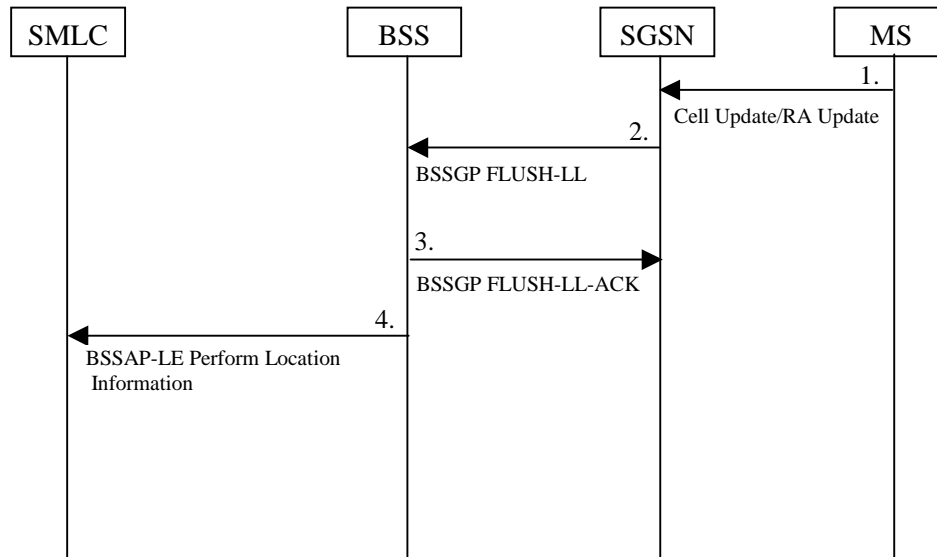 SMLC
BSS
SGSN
MS
1.
Cell Update/RA Update
2.
BSSGP FLUSH-LL
3.
BSSGP FLUSH-LL-ACK
4.
BSSAP-LE Perform Location
Information